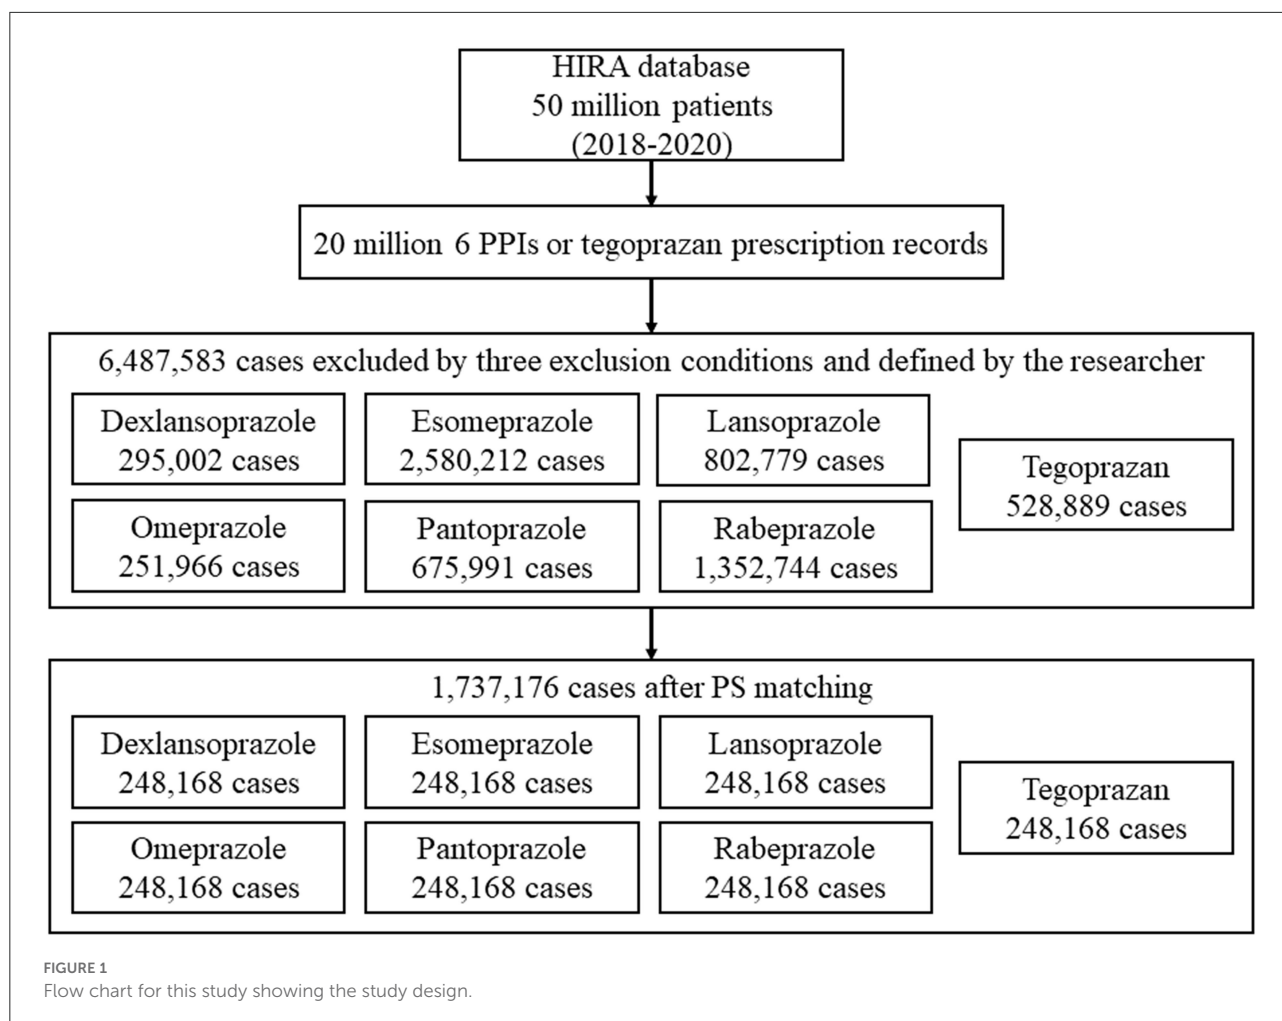 HIRA database
50 million patients
(2018-2020)
20 million 6 PPIs or tegoprazan prescription records
6,487,583 cases excluded by three exclusion conditions and defined by the researcher
Dexlansoprazole
295,002 cases
Esomeprazole
2,580,212 cases
Lansoprazole
802,779 cases
Omeprazole
251,966 cases
Pantoprazole
675,991 cases
Rabeprazole
1,352,744 cases
Tegoprazan
528,889 cases
1,737,176 cases after PS matching
Dexlansoprazole
248,168 cases
Esomeprazole
248,168 cases
Lansoprazole
248,168 cases
Omeprazole
248,168 cases
Pantoprazole
248,168 cases
Rabeprazole
248,168 cases
Tegoprazan
248,168 cases
FIGURE 1
Flow chart for this study showing the study design.